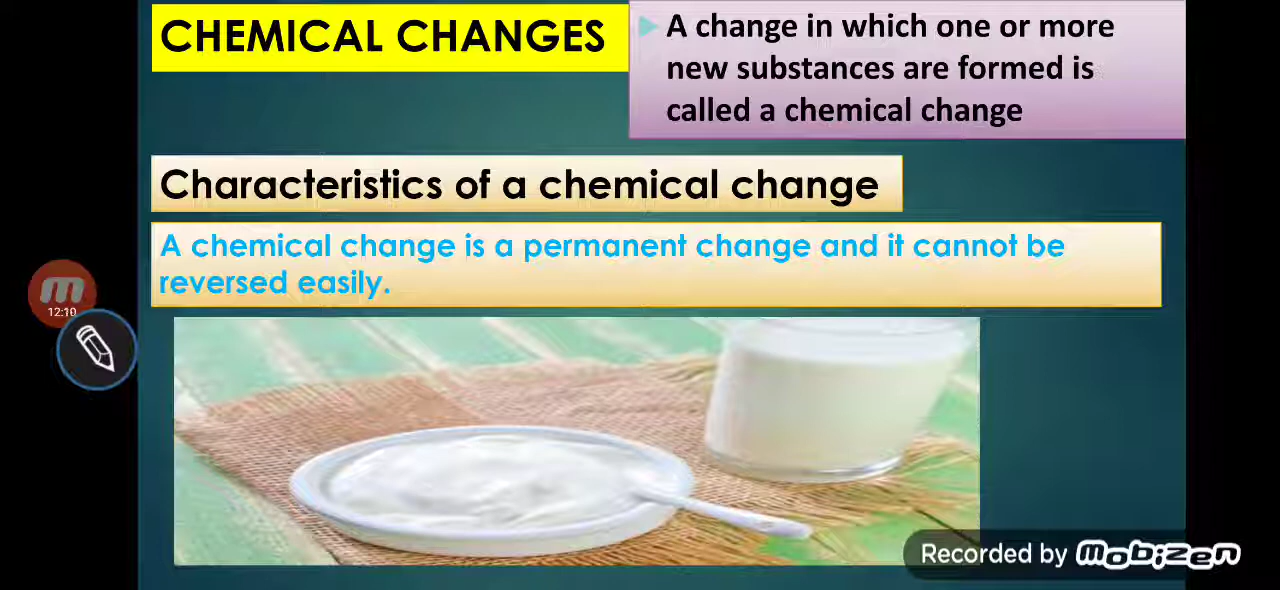 CHEMICAL CHANGES
A change in which one or more
new substances are formed is
called a chemical change
Characteristics of a chemical change
A chemical change is a permanent change and it cannot be
reversed easily.
m
12:10
Recorded by mobizen